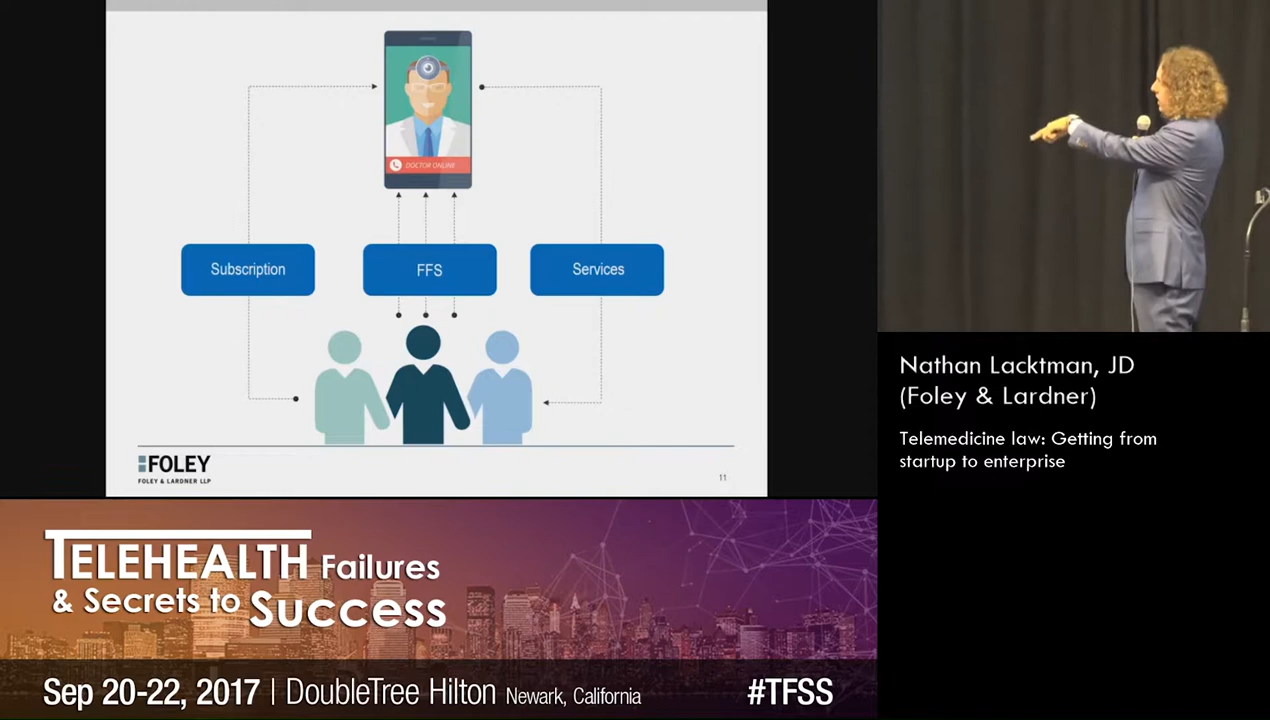 DOCTOR ONLINE
Subscription
FFS
Services
FOLEY
FOLEY & LARDNER LLP
11
Nathan Lacktman, JD
(Foley & Lardner)
Telemedicine law: Getting from
startup to enterprise
TELEHEALTH Failures
& Secrets to Success
Sep 20-22, 2017 | DoubleTree Hilton Newark, California
#TFSS